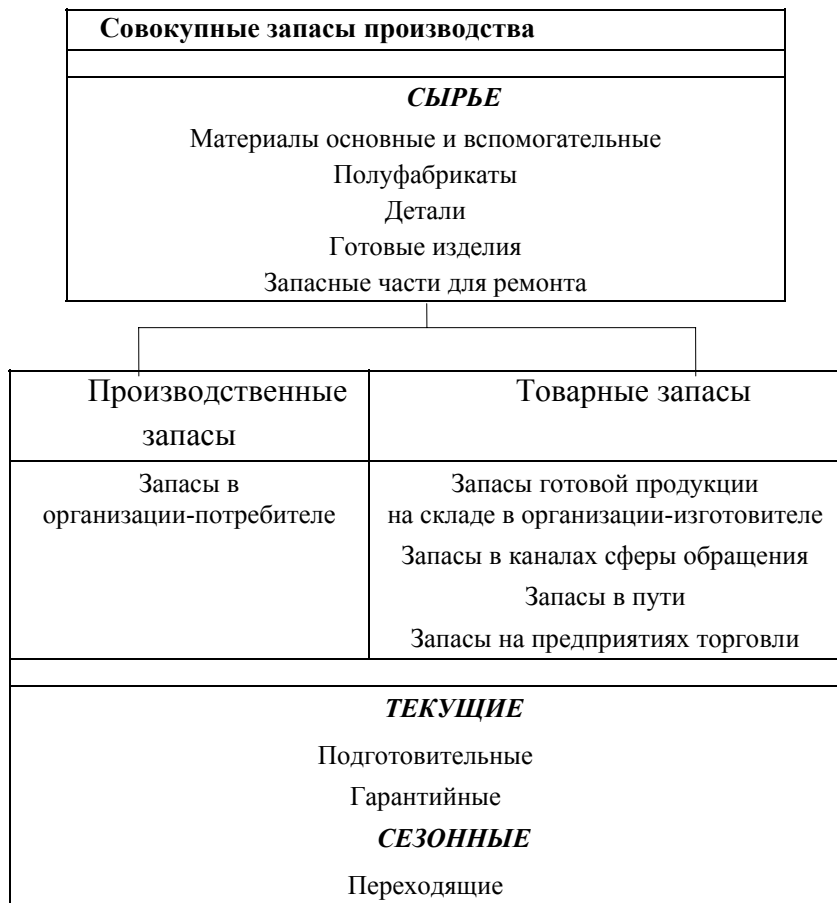 Совокупные запасы производства
СЫРЬЕ
Материалы основные и вспомогательные
Полуфабрикаты
Детали
Готовые изделия
Запасные части для ремонта
Производственные
запасы
Товарные запасы
Запасы в
организации-потребителе
Запасы готовой продукции
на складе в организации-изготовителе
Запасы в каналах сферы обращения
Запасы в пути
Запасы на предприятиях торговли
ТЕКУЩИЕ
Подготовительные
Гарантийные
СЕЗОННЫЕ
Переходящие